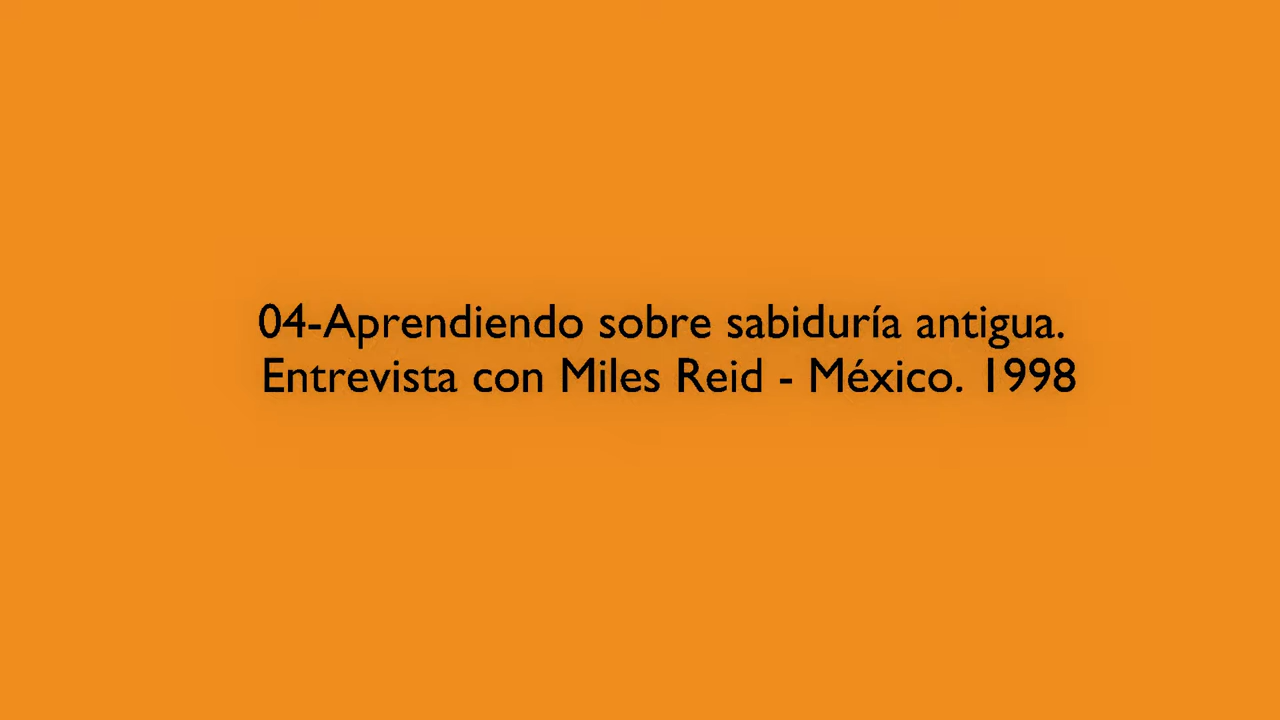 04-Aprendiendo sobre sabiduría antigua.
Entrevista con Miles Reid - México. 1998